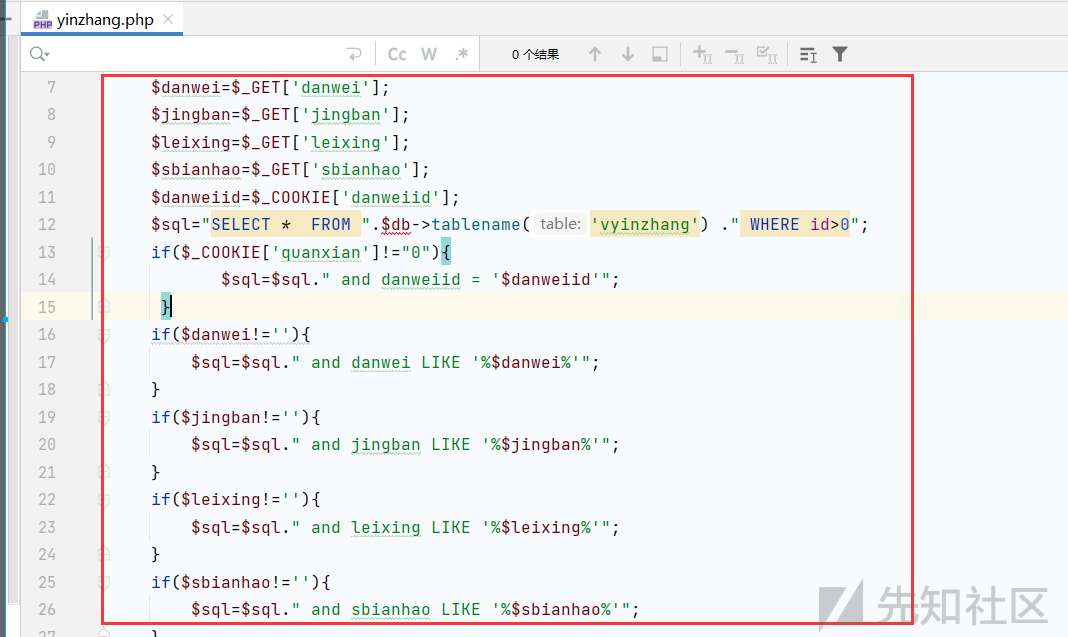 PHP yinzhang.php ×
Cc W .* 0 个结果
7 $danwei=$_GET['danwei'];
8 $jingban=$_GET['jingban'];
9 $leixing=$_GET['leixing'];
10 $sbianhao=$_GET['sbianhao'];
11 $danweiid=$_COOKIE['danweiid'];
12 $sql="SELECT * FROM ".$db->tablename( table: 'vyinzhang') ." WHERE id>0";
13 if($_COOKIE['quanxian']!="0"){
14 $sql=$sql." and danweiid = '$danweiid'";
15 }
16 if($danwei!=''){
17 $sql=$sql." and danwei LIKE '%$danwei%'";
18 }
19 if($jingban!=''){
20 $sql=$sql." and jingban LIKE '%$jingban%'";
21 }
22 if($leixing!=''){
23 $sql=$sql." and leixing LIKE '%$leixing%'";
24 }
25 if($sbianhao!=''){
26 $sql=$sql." and sbianhao LIKE '%$sbianhao%'";
27 }
先知社区